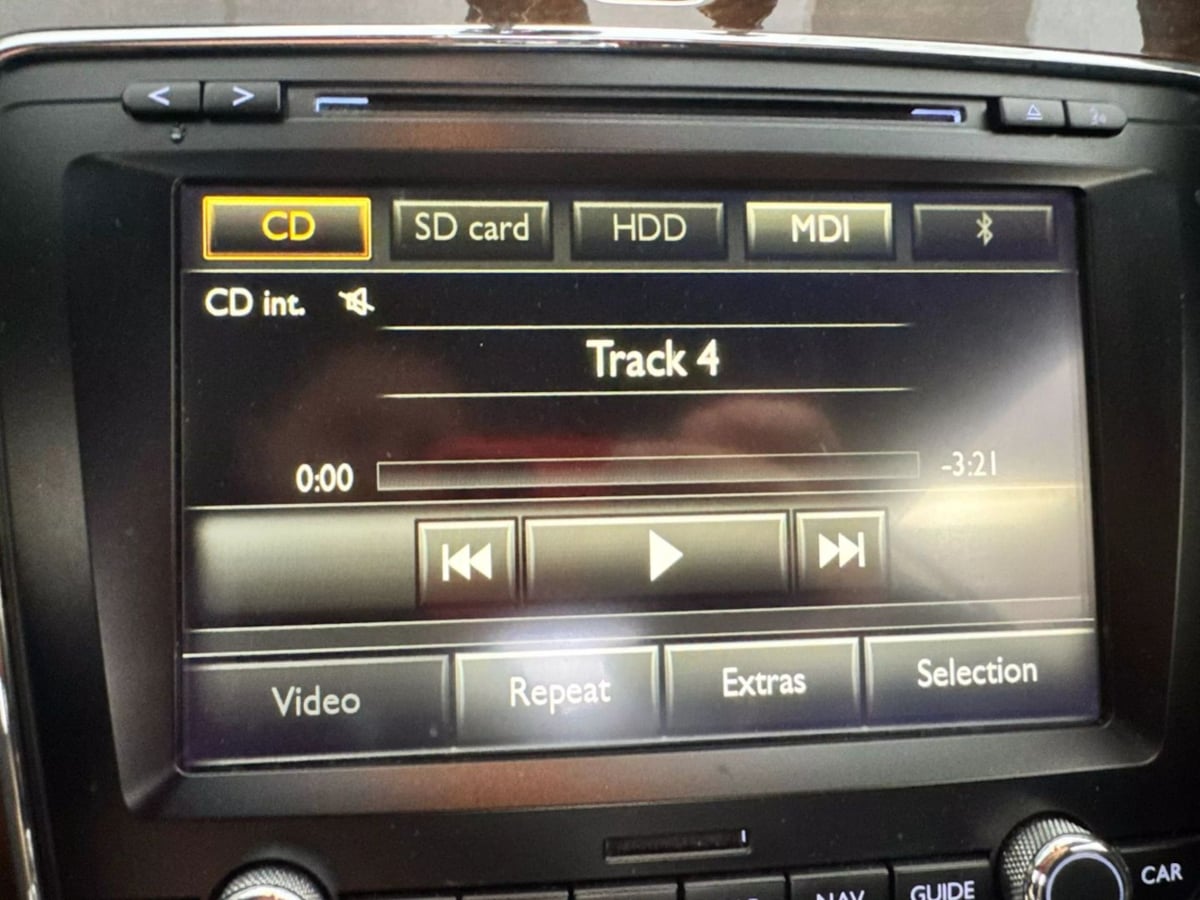 CD SD card HDD MDI
CD int.
Track 4
0:00 -3:21
Video Repeat Extras Selection
NAV GUIDE CAR